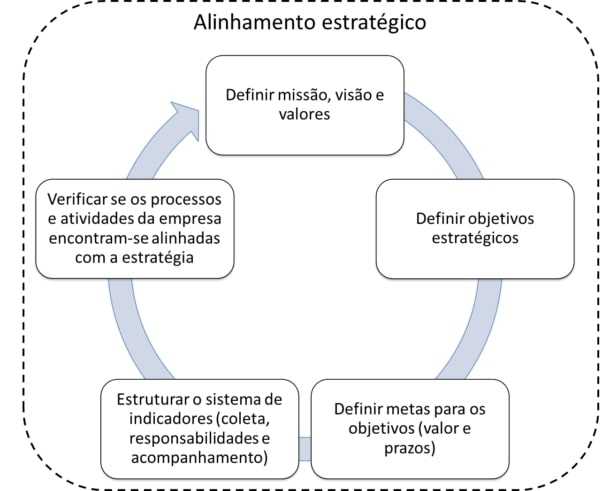 Alinhamento estratégico
Definir missão, visão e
valores
Definir objetivos
estratégicos
Definir metas para os
objetivos (valor e
prazos)
Estruturar o sistema de
indicadores (coleta,
responsabilidades e
acompanhamento)
Verificar se os processos
e atividades da empresa
encontram-se alinhadas
com a estratégia